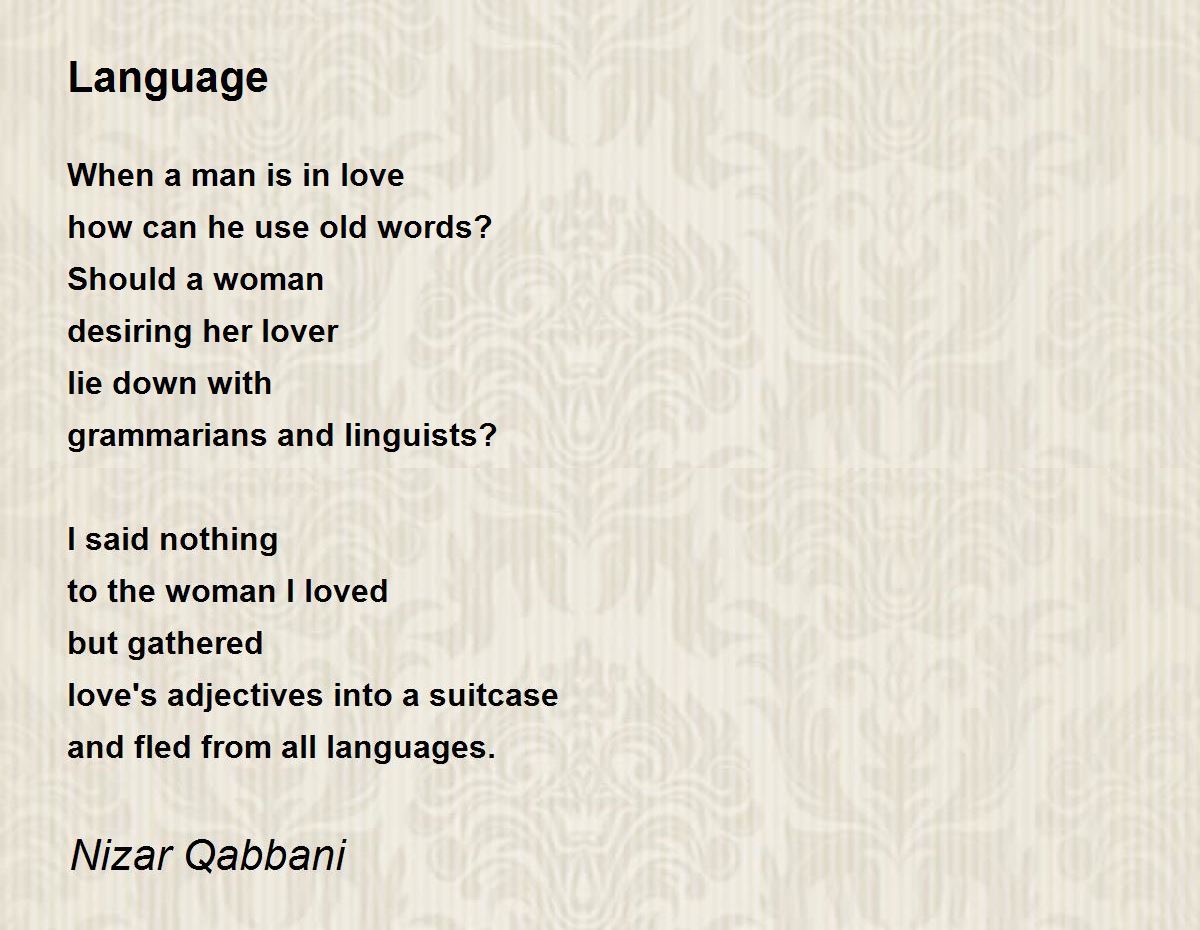 Language
When a man is in love
how can he use old words?
Should a woman
desiring her lover
lie down with
grammarians and linguists?
I said nothing
to the woman I loved
but gathered
love's adjectives into a suitcase
and fled from all languages.
Nizar Qabbani